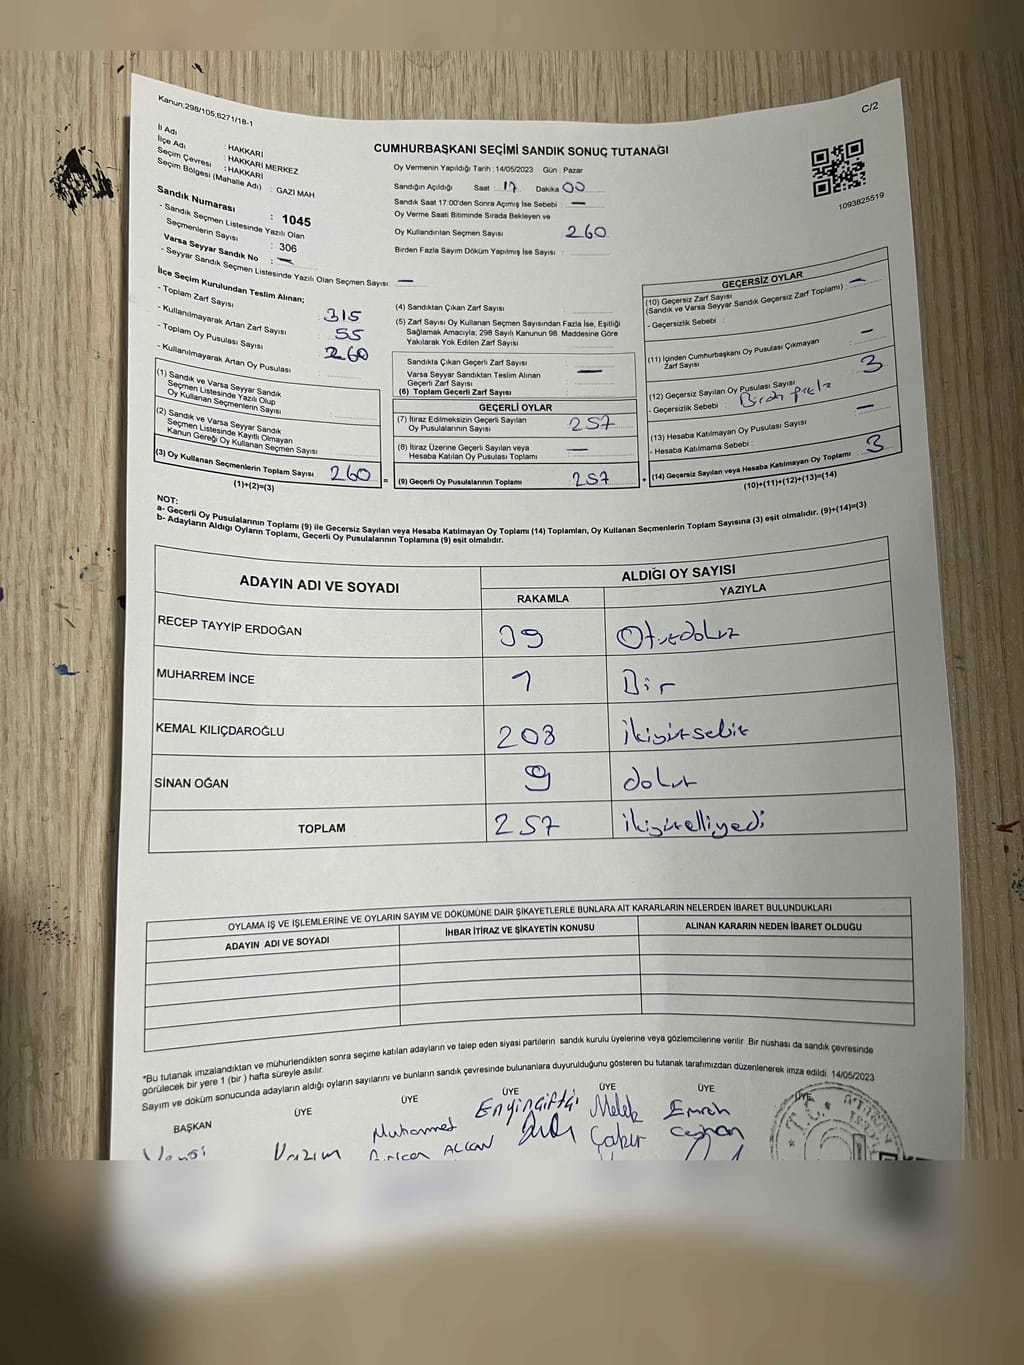 Kanun;298/105,6271/18-1
C/2
İl Adı : HAKKARİ
İlçe Adı : HAKKARİ MERKEZ
Seçim Çevresi : HAKKARİ
Seçim Bölgesi (Mahalle Adı) : GAZİ MAH
Sandık Numarası : 1045
- Sandık Seçmen Listesinde Yazılı Olan
Seçmenlerin Sayısı : 306
Varsa Seyyar Sandık No : —
- Seyyar Sandık Seçmen Listesinde Yazılı Olan Seçmen Sayısı: —
CUMHURBAŞKANI SEÇİMİ SANDIK SONUÇ TUTANAĞI
Oy Vermenin Yapıldığı Tarih : 14/05/2023 Gün : Pazar
Sandığın Açıldığı Saat : 17 Dakika 00
Sandık Saat 17:00'den Sonra Açımış İse Sebebi : —
Oy Verme Saati Bitiminde Sırada Bekleyen ve
Oy Kullandırılan Seçmen Sayısı 260
Birden Fazla Sayım Döküm Yapılmış İse Sayısı :
1093825519
İlçe Seçim Kurulundan Teslim Alınan;
- Toplam Zarf Sayısı : 315
- Kullanılmayarak Artan Zarf Sayısı : 55
- Toplam Oy Pusulası Sayısı : 260
- Kullanılmayarak Artan Oy Pusulası :
(1) Sandık ve Varsa Seyyar Sandık
Seçmen Listesinde Yazılı Olup
Oy Kullanan Seçmenlerin Sayısı :
(2) Sandık ve Varsa Seyyar Sandık
Seçmen Listesinde Kayıtlı Olmayan
Kanun Gereği Oy Kullanan Seçmen Sayısı :
(3) Oy Kullanan Seçmenlerin Toplam Sayısı 260
(1)+(2)=(3)
=
(4) Sandıktan Çıkan Zarf Sayısı :
(5) Zarf Sayısı Oy Kullanan Seçmen Sayısından Fazla İse, Eşitliği
Sağlamak Amacıyla; 298 Sayılı Kanunun 98. Maddesine Göre
Yakılarak Yok Edilen Zarf Sayısı :
Sandıkta Çıkan Geçerli Zarf Sayısı :
Varsa Seyyar Sandıktan Teslim Alınan
Geçerli Zarf Sayısı : —
(6) Toplam Geçerli Zarf Sayısı :
GEÇERLİ OYLAR
(7) İtiraz Edilmeksizin Geçerli Sayılan
Oy Pusulalarının Sayısı : 257
(8) İtiraz Üzerine Geçerli Sayılan veya
Hesaba Katılan Oy Pusulası Toplamı : —
(9) Geçerli Oy Pusulalarının Toplamı : 257
+
GEÇERSİZ OYLAR
(10) Geçersiz Zarf Sayısı
(Sandık ve Varsa Seyyar Sandık Geçersiz Zarf Toplamı) : —
- Geçersizlik Sebebi :
(11) İçinden Cumhurbaşkanı Oy Pusulası Çıkmayan
Zarf Sayısı : —
(12) Geçersiz Sayılan Oy Pusulası Sayısı : 3
- Geçersizlik Sebebi :
(13) Hesaba Katılmayan Oy Pusulası Sayısı : —
- Hesaba Katılmama Sebebi :
(14) Geçersiz Sayılan veya Hesaba Katılmayan Oy Toplamı : 3
(10)+(11)+(12)+(13)=(14)
NOT:
a- Geçerli Oy Pusulalarının Toplamı (9) ile Geçersiz Sayılan veya Hesaba Katılmayan Oy Toplamı (14) Toplamları, Oy Kullanan Seçmenlerin Toplam Sayısına (3) eşit olmalıdır. (9)+(14)=(3)
b- Adayların Aldığı Oyların Toplamı, Geçerli Oy Pusulalarının Toplamına (9) eşit olmalıdır.
ADAYIN ADI VE SOYADI ALDIĞI OY SAYISI
RAKAMLA YAZIYLA
RECEP TAYYİP ERDOĞAN 39 Otuzdokuz
MUHARREM İNCE 1 Bir
KEMAL KILIÇDAROĞLU 208 ikiyüzsekiz
SİNAN OĞAN 9 dokuz
TOPLAM 257 ikiyüzelliyedi
OYLAMA İŞ VE İŞLEMLERİNE VE OYLARIN SAYIM VE DÖKÜMÜNE DAİR ŞİKAYETLERLE BUNLARA AİT KARARLARIN NELERDEN İBARET BULUNDUKLARI
ADAYIN ADI VE SOYADI İHBAR İTİRAZ VE ŞİKAYETİN KONUSU ALINAN KARARIN NEDEN İBARET OLDUĞU
*Bu tutanak imzalandıktan ve mühürlendikten sonra seçime katılan adayların ve talep eden siyasi partilerin sandık kurulu üyelerine veya gözlemcilerine verilir. Bir nüshası da sandık çevresinde
görülecek bir yere 1 (bir ) hafta süreyle asılır.
Sayım ve döküm sonucunda adayların aldığı oyların sayılarını ve bunların sandık çevresinde bulunanlara duyurulduğunu gösteren bu tutanak tarafımızdan düzenlenerek imza edildi. 14/05/2023
BAŞKAN ÜYE ÜYE ÜYE ÜYE ÜYE ÜYE
Muhammed Engin Çiftçi Melek Emrah
Kazım ALKAN Çakır Ceyhan
T.C.